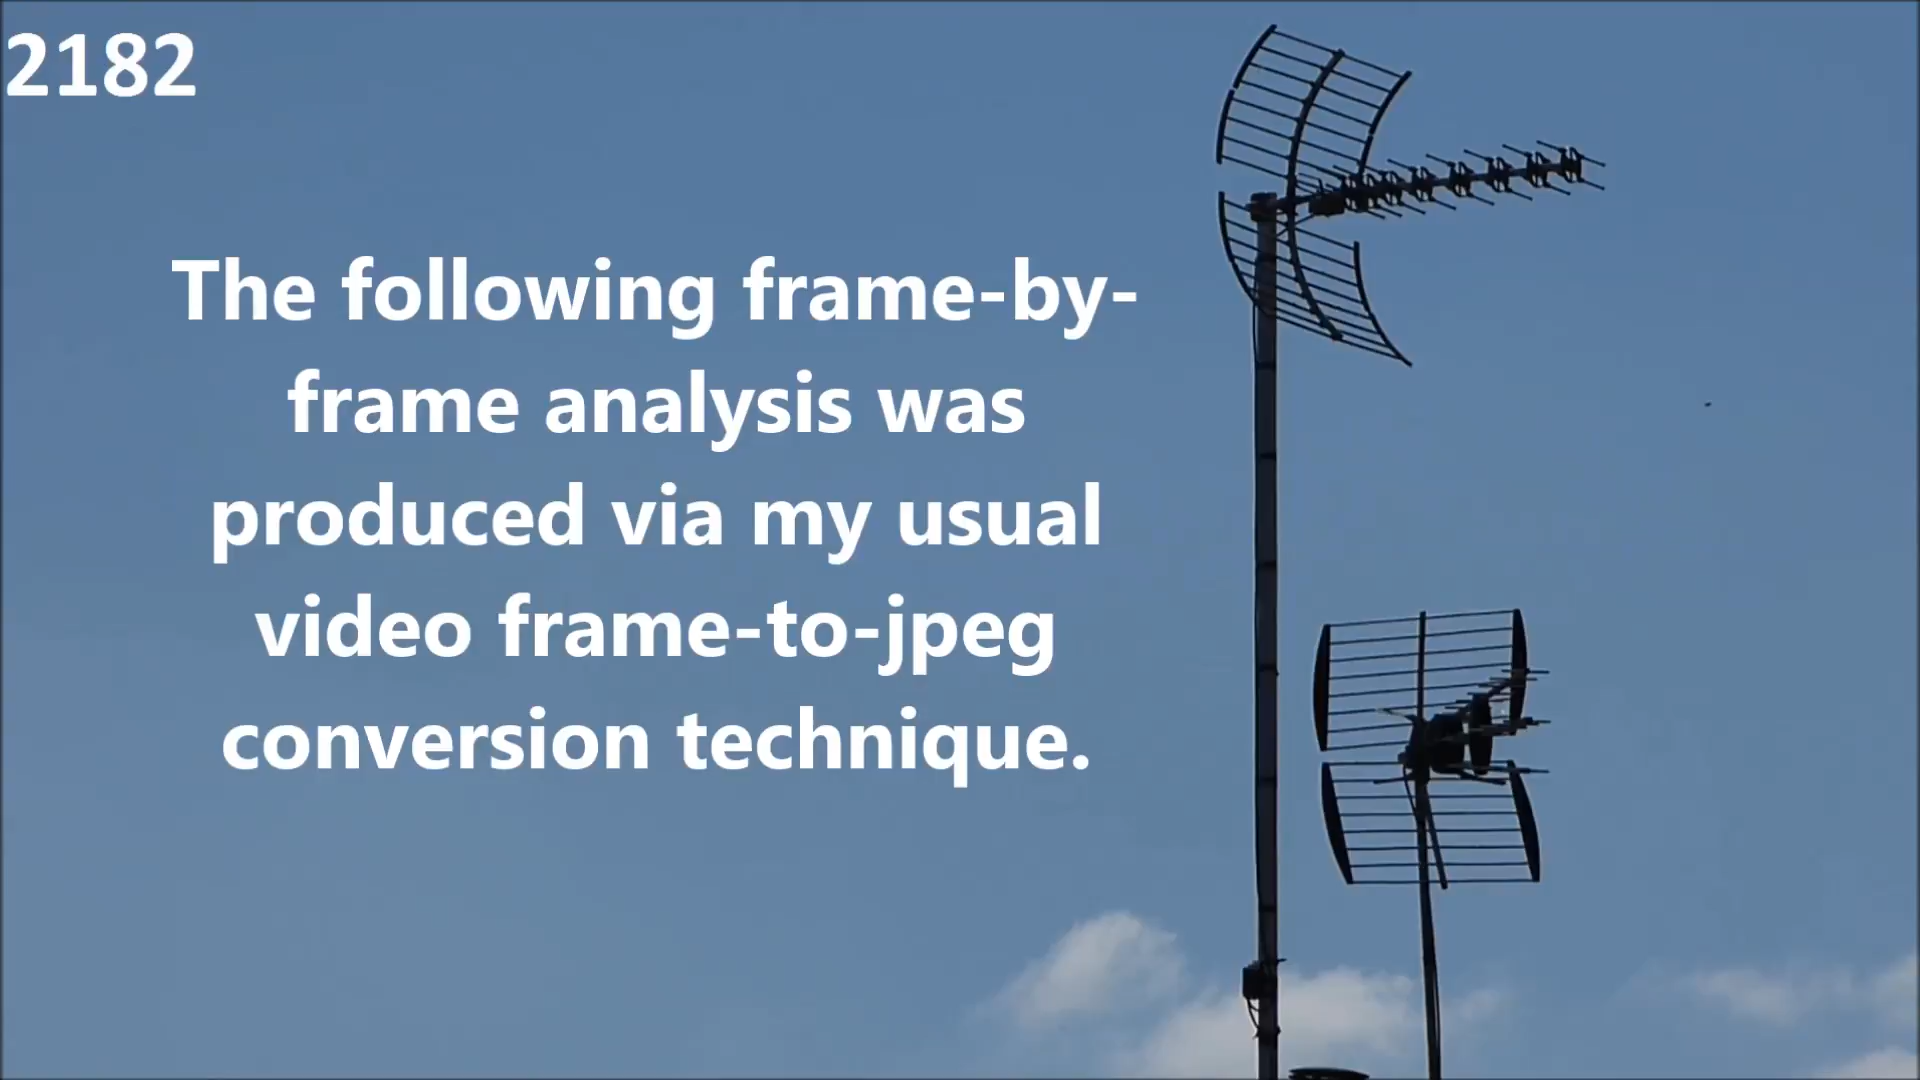 2182
The following frame-by-
frame analysis was
produced via my usual
video frame-to-jpeg
conversion technique.